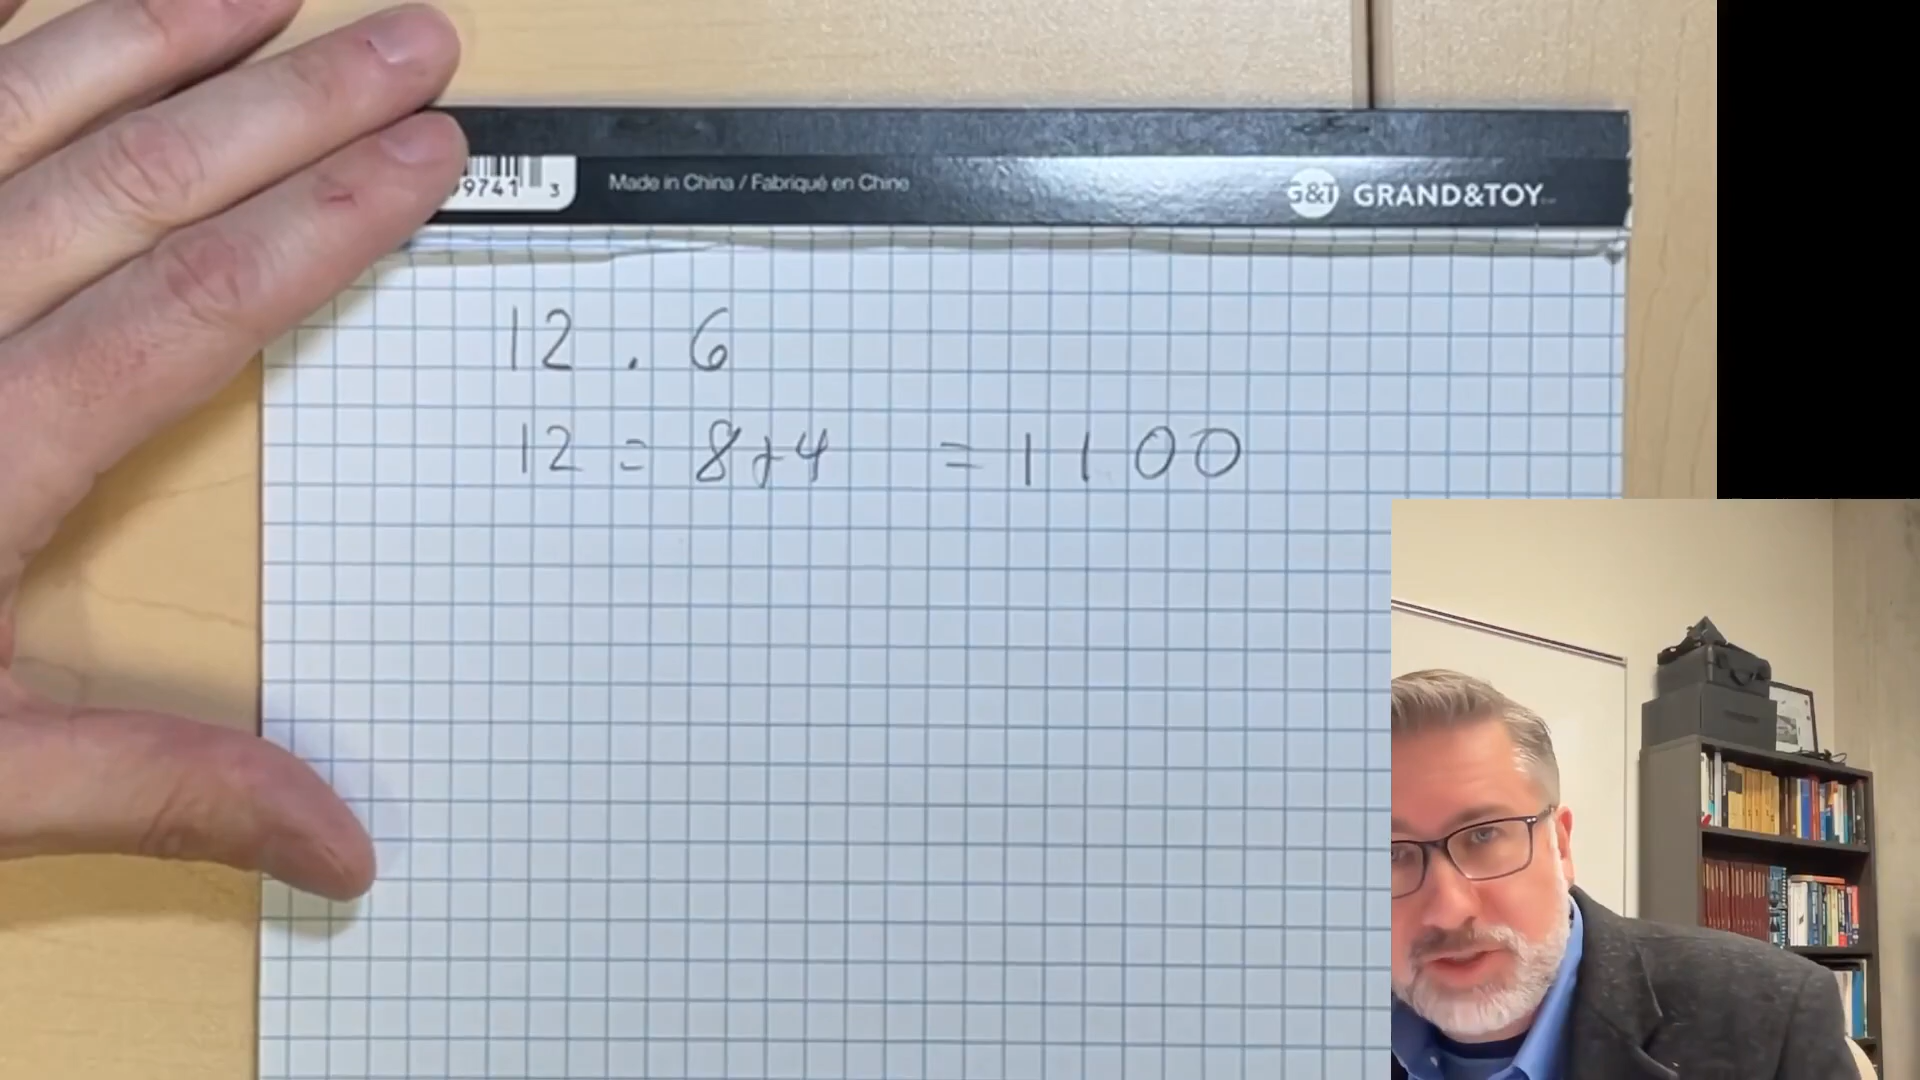 9741 3
Made in China / Fabriqué en Chine
G&T GRAND&TOY
12.6
12 = 8+4 = 1100